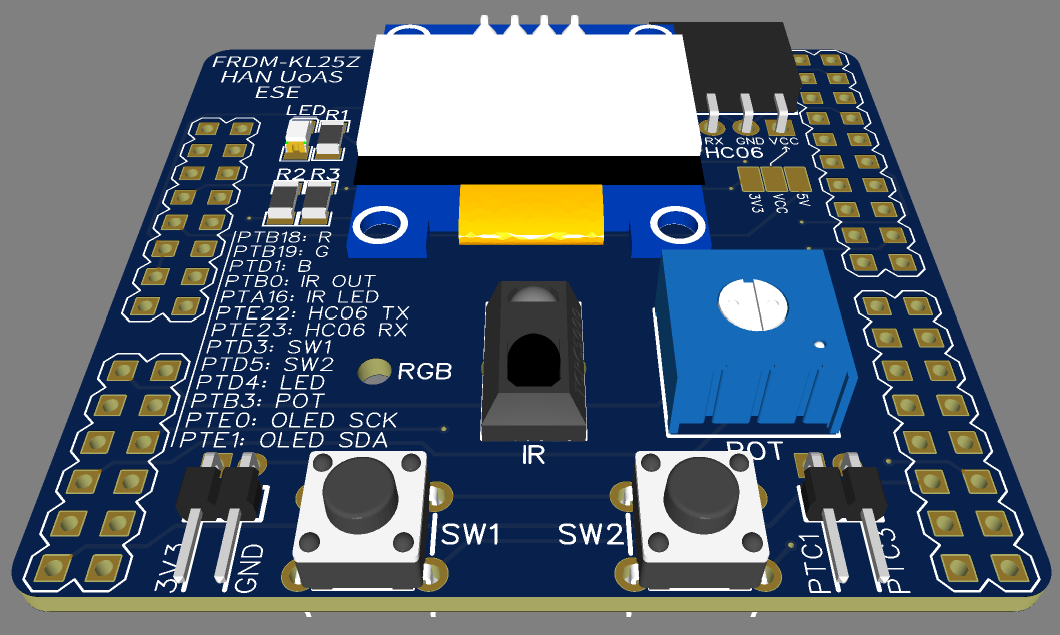 FRDM-KL25Z
HAN UoAS
ESE
LED
R1
R2 R3
RX GND VCC
HC06
3V3 VCC 5V
PTB18: R
PTB19: G
PTD1: B
PTB0: IR OUT
PTA16: IR LED
PTE22: HC06 TX
PTE23: HC06 RX
PTD3: SW1
PTD5: SW2
PTD4: LED
PTB3: POT
PTE0: OLED SCK
PTE1: OLED SDA
RGB
IR
POT
SW1
SW2
3V3
GND
PTC1
PTC3